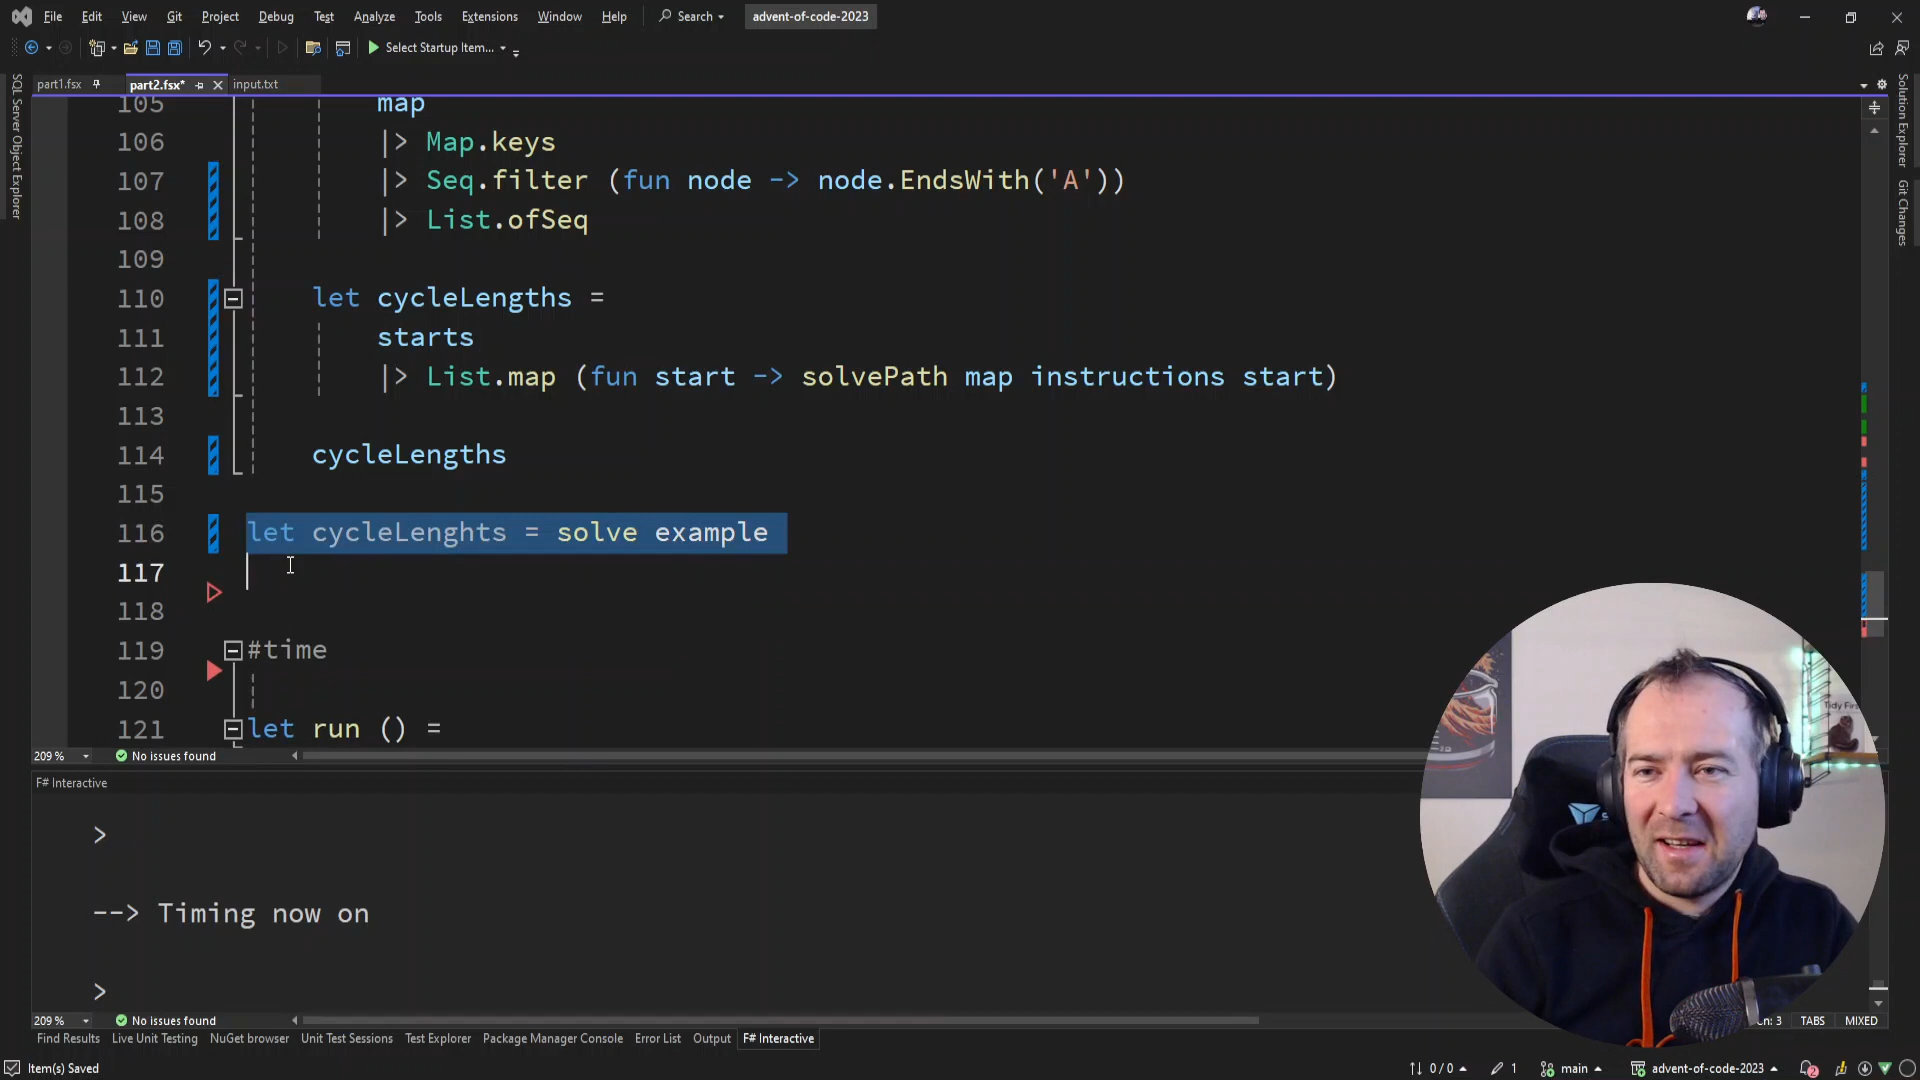 File Edit View Git Project Debug Test Analyze Tools Extensions Window Help Search advent-of-code-2023
Select Startup Item...
part1.fsx part2.fsx* input.txt
SQL Server Object Explorer
Solution Explorer
Git Changes
105 map
106 |> Map.keys
107 |> Seq.filter (fun node -> node.EndsWith('A'))
108 |> List.ofSeq
109
110 let cycleLengths =
111 starts
112 |> List.map (fun start -> solvePath map instructions start)
113
114 cycleLengths
115
116 let cycleLenghts = solve example
117
118
119 #time
120
121 let run () =
209 % No issues found
F# Interactive
>
--> Timing now on
>
209 % No issues found
Ln: 3 TABS MIXED
Find Results Live Unit Testing NuGet browser Unit Test Sessions Test Explorer Package Manager Console Error List Output F# Interactive
Item(s) Saved 0 / 0 1 main advent-of-code-2023 2
Tidy First